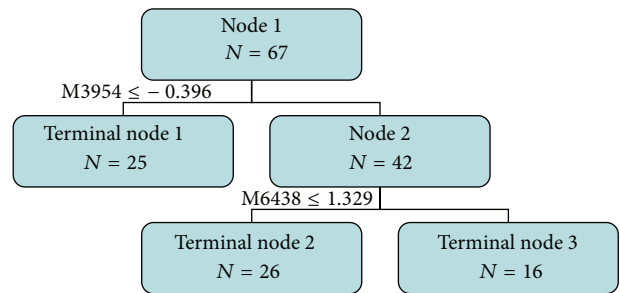 Node 1
N = 67
M3954 ≤ − 0.396
Terminal node 1
N = 25
Node 2
N = 42
M6438 ≤ 1.329
Terminal node 2
N = 26
Terminal node 3
N = 16